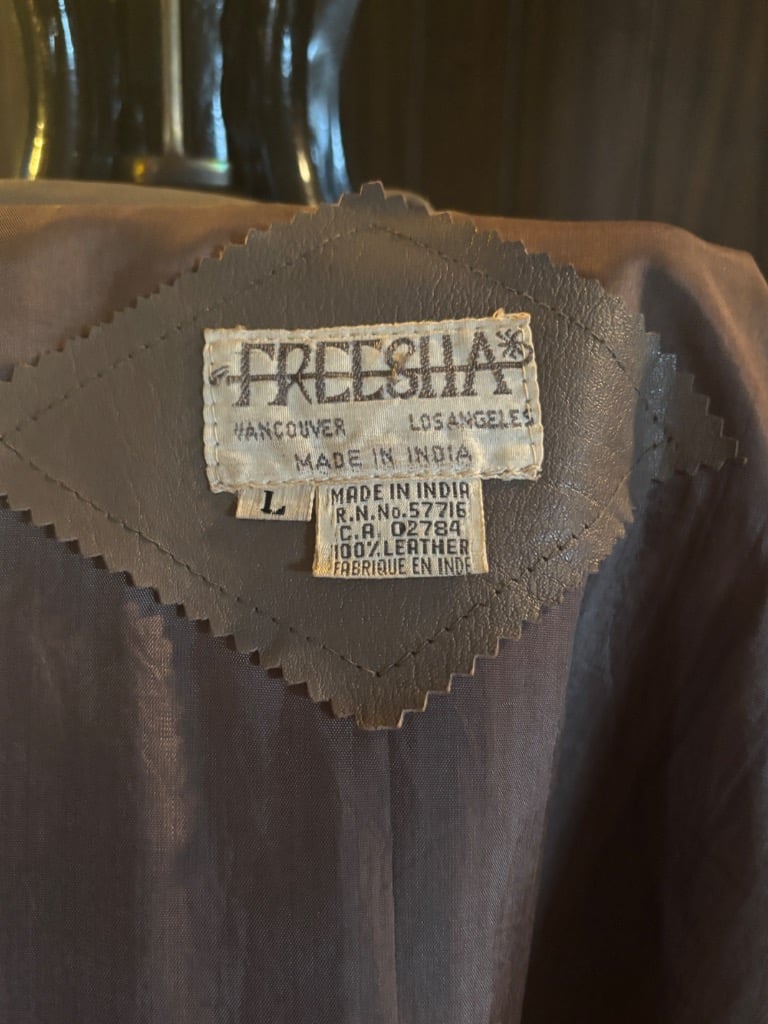 FREESHA
VANCOUVER LOS ANGELES
MADE IN INDIA
L
MADE IN INDIA
R.N.No.57716
C.A. 02784
100% LEATHER
FABRIQUE EN INDE